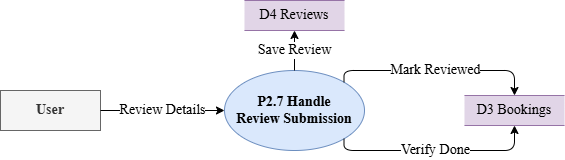 D4 Reviews
Save Review
Mark Reviewed
User
Review Details
P2.7 Handle
Review Submission
D3 Bookings
Verify Done